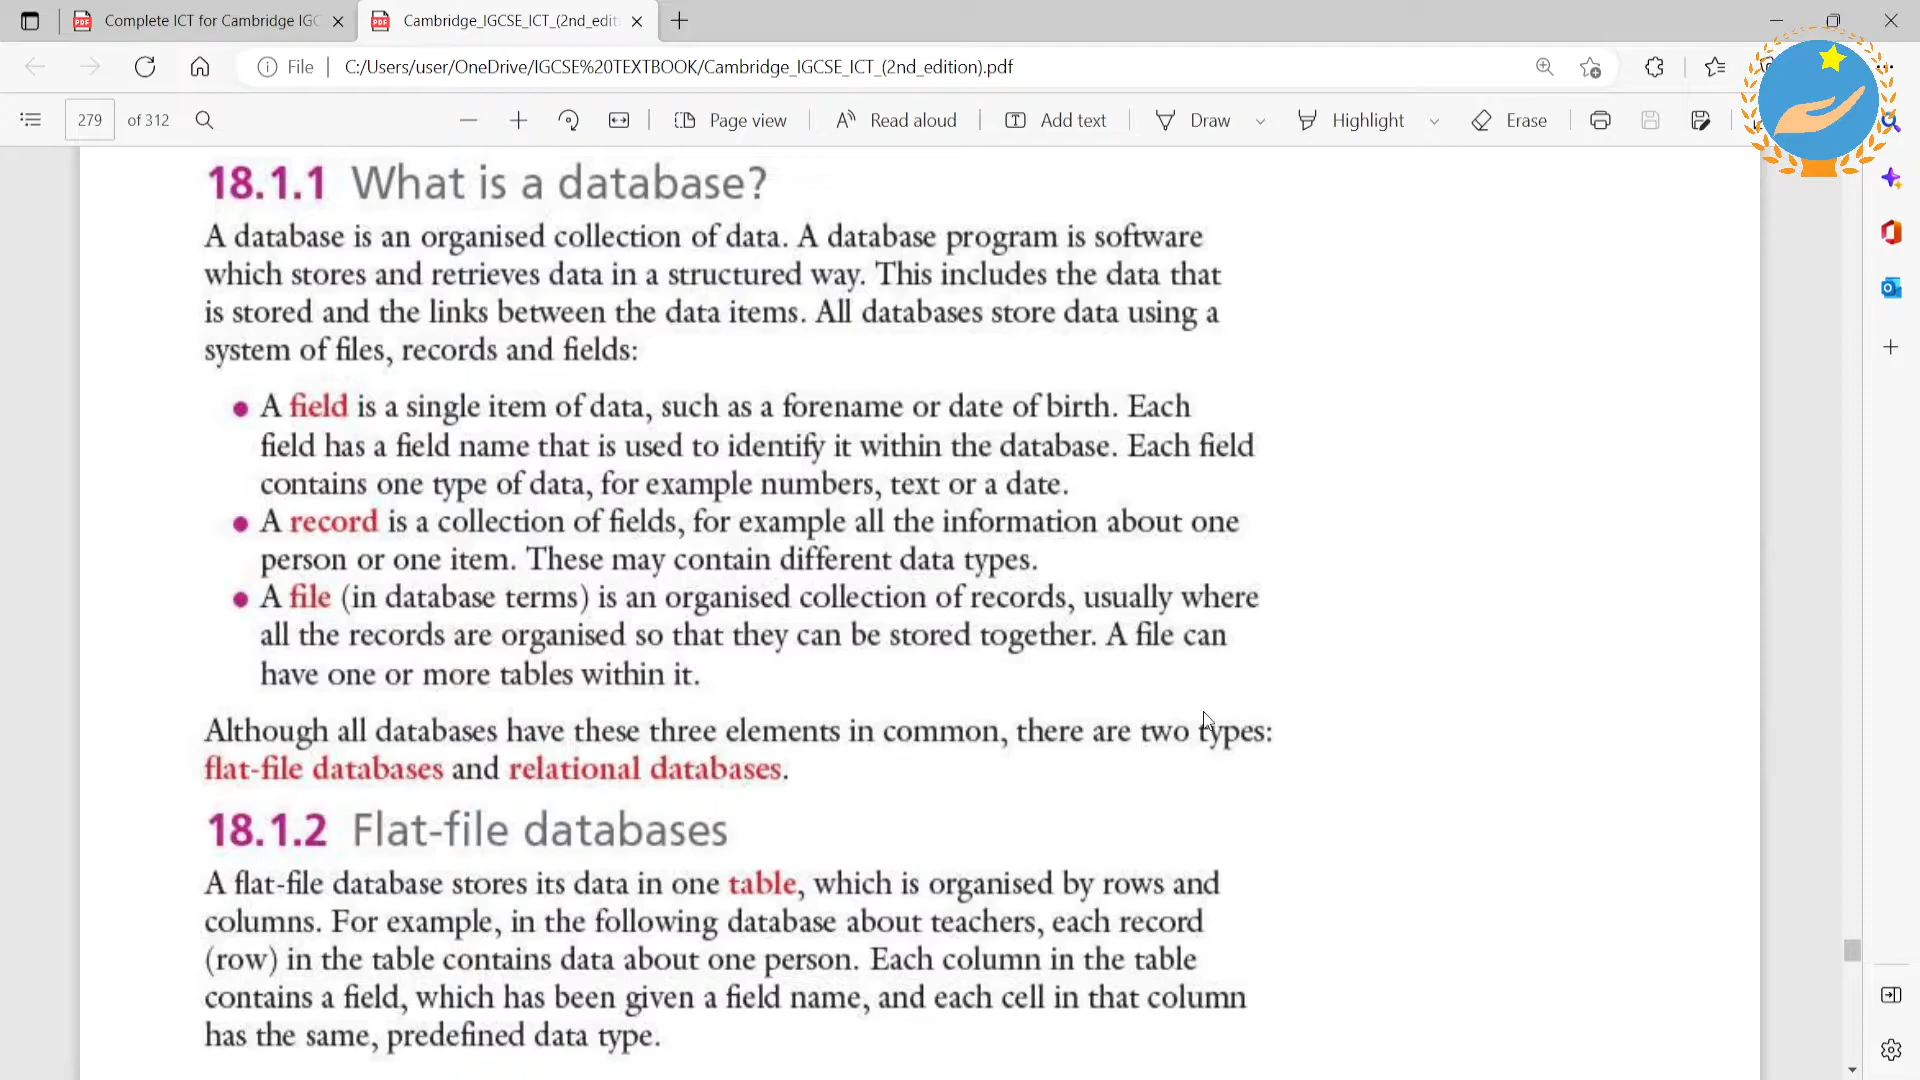 Complete ICT for Cambridge IGC
Cambridge_IGCSE_ICT_(2nd_edit
File
C:/Users/user/OneDrive/IGCSE%20TEXTBOOK/Cambridge_IGCSE_ICT_(2nd_edition).pdf
279 of 312
Page view
Read aloud
Add text
Draw
Highlight
Erase
18.1.1 What is a database?
A database is an organised collection of data. A database program is software
which stores and retrieves data in a structured way. This includes the data that
is stored and the links between the data items. All databases store data using a
system of files, records and fields:
● A field is a single item of data, such as a forename or date of birth. Each
field has a field name that is used to identify it within the database. Each field
contains one type of data, for example numbers, text or a date.
● A record is a collection of fields, for example all the information about one
person or one item. These may contain different data types.
● A file (in database terms) is an organised collection of records, usually where
all the records are organised so that they can be stored together. A file can
have one or more tables within it.
Although all databases have these three elements in common, there are two types:
flat-file databases and relational databases.
18.1.2 Flat-file databases
A flat-file database stores its data in one table, which is organised by rows and
columns. For example, in the following database about teachers, each record
(row) in the table contains data about one person. Each column in the table
contains a field, which has been given a field name, and each cell in that column
has the same, predefined data type.